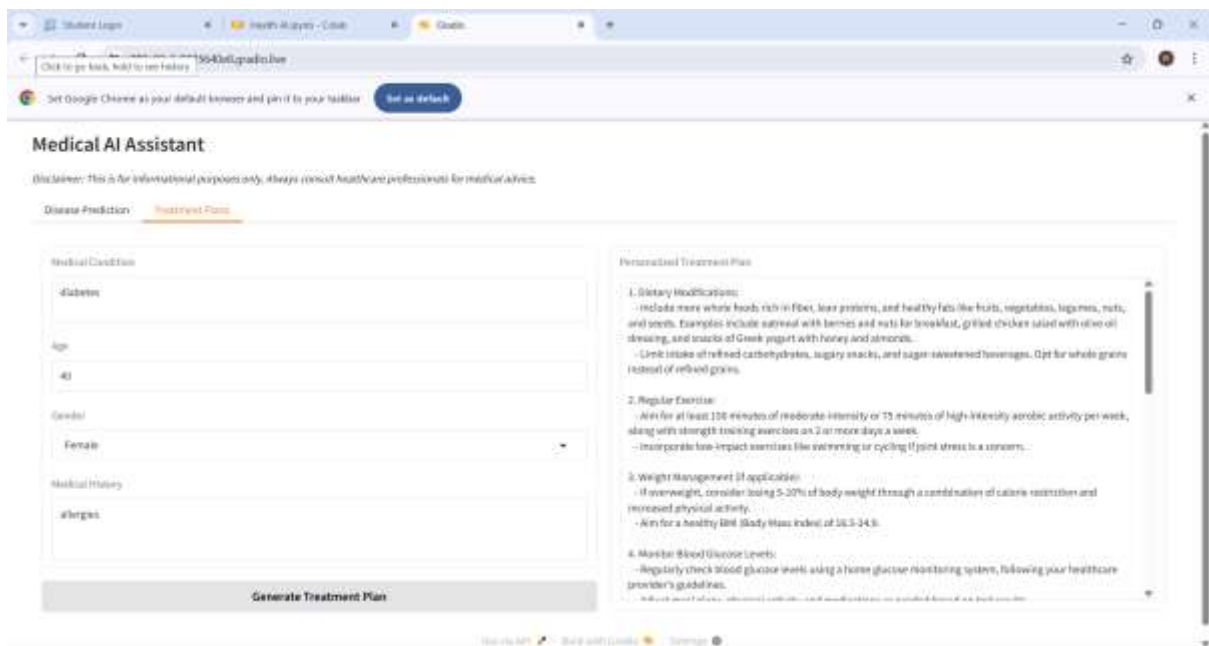 Student Login
Health AI.ipynb - Colab
Gradio
Click to go back, hold to see history
5640a6.gradio.live
Set Google Chrome as your default browser and pin it to your taskbar
Set as default
Medical AI Assistant
Disclaimer: This is for informational purposes only. Always consult healthcare professionals for medical advice.
Disease Prediction
Treatment Plans
Medical Condition
diabetes
Age
40
Gender
Female
Medical History
allergies
Generate Treatment Plan
Personalized Treatment Plan
1. Dietary Modifications:
- Include more whole foods rich in fiber, lean proteins, and healthy fats like fruits, vegetables, legumes, nuts,
and seeds. Examples include oatmeal with berries and nuts for breakfast, grilled chicken salad with olive oil
dressing, and snacks of Greek yogurt with honey and almonds.
- Limit intake of refined carbohydrates, sugary snacks, and sugar-sweetened beverages. Opt for whole grains
instead of refined grains.
2. Regular Exercise:
- Aim for at least 150 minutes of moderate-intensity or 75 minutes of high-intensity aerobic activity per week,
along with strength training exercises on 2 or more days a week.
- Incorporate low-impact exercises like swimming or cycling if joint stress is a concern.
3. Weight Management (if applicable):
- If overweight, consider losing 5-10% of body weight through a combination of calorie restriction and
increased physical activity.
- Aim for a healthy BMI (Body Mass Index) of 18.5-24.9.
4. Monitor Blood Glucose Levels:
- Regularly check blood glucose levels using a home glucose monitoring system, following your healthcare
provider's guidelines.
Use via API
Built with Gradio
Settings